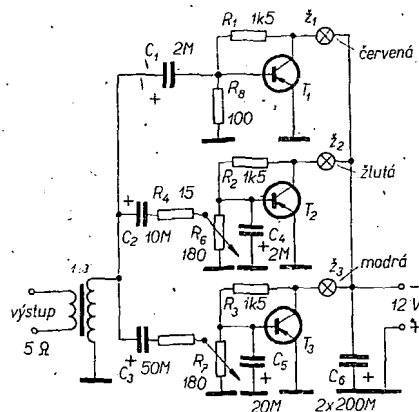 R1 1k5 ž1
C1 2M
červená
+
R8
100
T1
R2 1k5 ž2
žlutá
+ R4 15
C2 10M
R6
180
C4
+ 2M
T2
1:3
výstup
5 Ω
R3 1k5 ž3
modrá
C3 + 50M
R7
180
+ C5
20M
T3
−
12 V
+
C6 +
2x200M